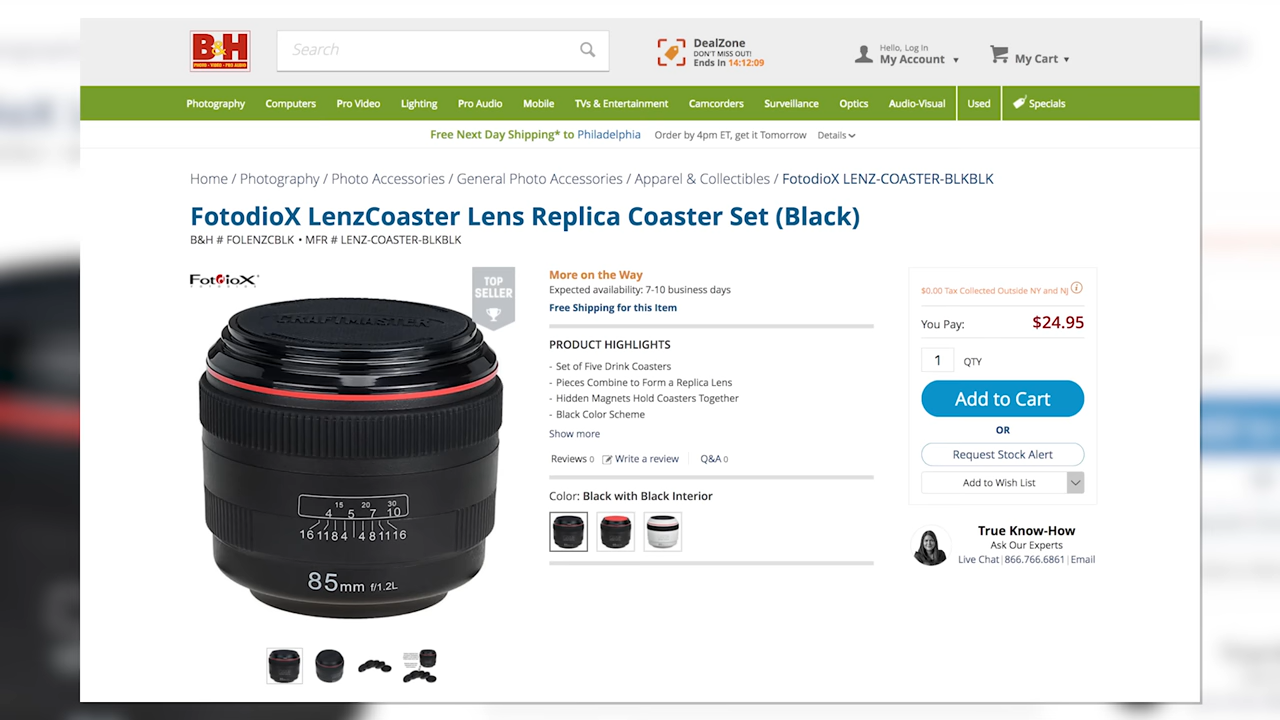 B&H
PHOTO • VIDEO • PRO AUDIO
Search
DealZone
DON'T MISS OUT!
Ends In 14:12:09
Hello, Log In
My Account
My Cart
Photography Computers Pro Video Lighting Pro Audio Mobile TVs & Entertainment Camcorders Surveillance Optics Audio-Visual Used Specials
Free Next Day Shipping* to Philadelphia Order by 4pm ET, get it Tomorrow Details
Home / Photography / Photo Accessories / General Photo Accessories / Apparel & Collectibles / FotodioX LENZ-COASTER-BLKBLK
FotodioX LenzCoaster Lens Replica Coaster Set (Black)
B&H # FOLENZCBLK • MFR # LENZ-COASTER-BLKBLK
FotodioX
TOP
SELLER
CRAFTMASTER
15 20 30
4 5 7 10
16 11 8 4 4 8 11 16
85mm f/1.2L
More on the Way
Expected availability: 7-10 business days
Free Shipping for this Item
PRODUCT HIGHLIGHTS
- Set of Five Drink Coasters
- Pieces Combine to Form a Replica Lens
- Hidden Magnets Hold Coasters Together
- Black Color Scheme
Show more
Reviews 0 Write a review Q&A 0
Color: Black with Black Interior
$0.00 Tax Collected Outside NY and NJ
You Pay: $24.95
1 QTY
Add to Cart
OR
Request Stock Alert
Add to Wish List
True Know-How
Ask Our Experts
Live Chat | 866.766.6861 | Email